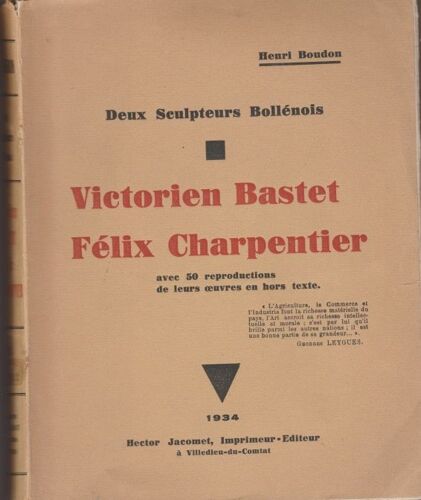 Henri Boudon
Deux Sculpteurs Bollénois
Victorien Bastet
Félix Charpentier
avec 50 reproductions
de leurs œuvres en hors texte.
« L'Agriculture, le Commerce et
l'Industrie font la richesse matérielle du
pays, l'Art accroît sa richesse intellec-
tuelle et morale ; c'est par lui qu'il
brille parmi les autres nations ; il est
une bonne partie de sa grandeur... ».
Georges LEYGUES.
1934
Hector Jacomet, Imprimeur-Editeur
à Villedieu-du-Comtat